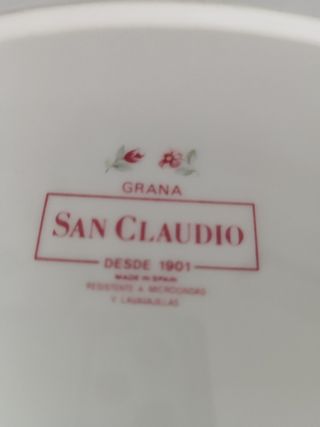 GRANA
SAN CLAUDIO
DESDE 1901
MADE IN SPAIN
RESISTENTE A MICROONDAS
Y LAVAVAJILLAS